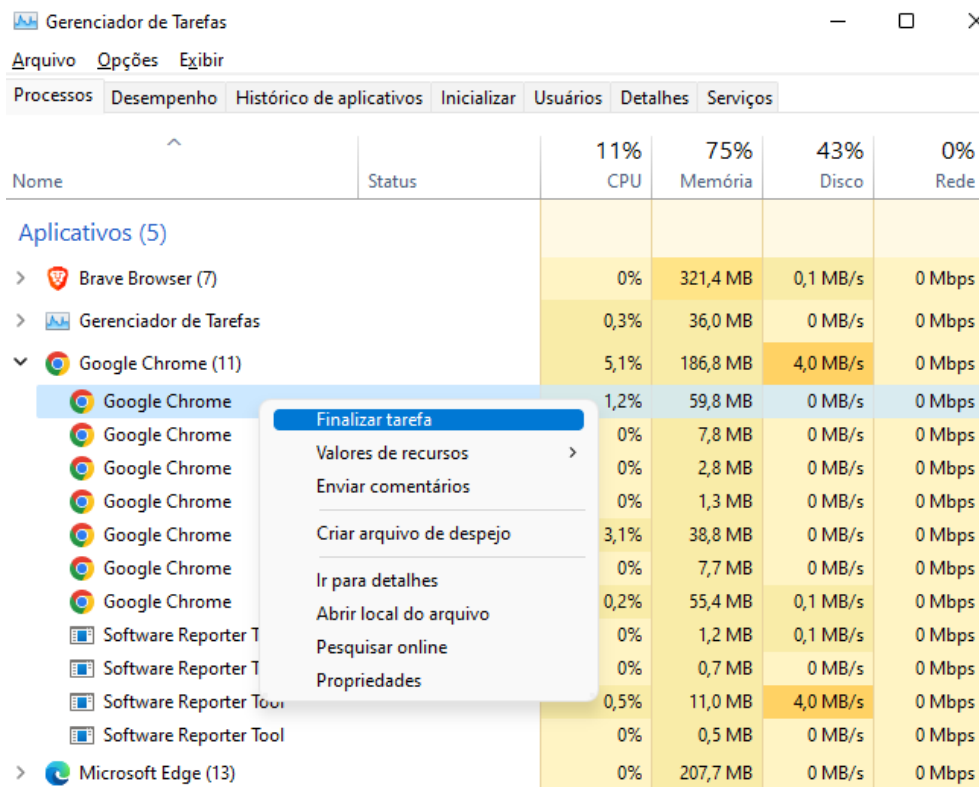 Gerenciador de Tarefas
Arquivo Opções Exibir
Processos Desempenho Histórico de aplicativos Inicializar Usuários Detalhes Serviços
11% 75% 43% 0%
Nome Status CPU Memória Disco Rede
Aplicativos (5)
Brave Browser (7) 0% 321,4 MB 0,1 MB/s 0 Mbps
Gerenciador de Tarefas 0,3% 36,0 MB 0 MB/s 0 Mbps
Google Chrome (11) 5,1% 186,8 MB 4,0 MB/s 0 Mbps
Google Chrome 1,2% 59,8 MB 0 MB/s 0 Mbps
Finalizar tarefa
Google Chrome 0% 7,8 MB 0 MB/s 0 Mbps
Valores de recursos
Google Chrome 0% 2,8 MB 0 MB/s 0 Mbps
Enviar comentários
Google Chrome 0% 1,3 MB 0 MB/s 0 Mbps
Google Chrome 3,1% 38,8 MB 0 MB/s 0 Mbps
Criar arquivo de despejo
Google Chrome 0% 7,7 MB 0 MB/s 0 Mbps
Ir para detalhes
Google Chrome 0,2% 55,4 MB 0,1 MB/s 0 Mbps
Abrir local do arquivo
Software Reporter T 0% 1,2 MB 0,1 MB/s 0 Mbps
Pesquisar online
Software Reporter T 0% 0,7 MB 0 MB/s 0 Mbps
Propriedades
Software Reporter Tool 0,5% 11,0 MB 4,0 MB/s 0 Mbps
Software Reporter Tool 0% 0,5 MB 0 MB/s 0 Mbps
Microsoft Edge (13) 0% 207,7 MB 0 MB/s 0 Mbps